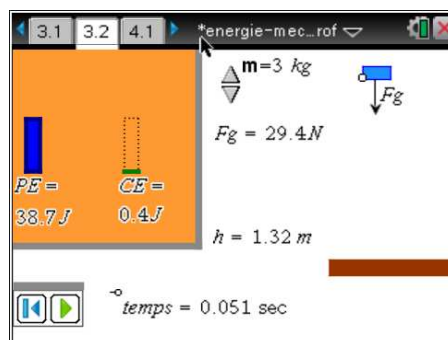 3.1 3.2 4.1 *energie-mec...rof
m=3 kg
Fg
Fg = 29.4N
PE =
38.7J
CE =
0.4J
h = 1.32 m
temps = 0.051 sec